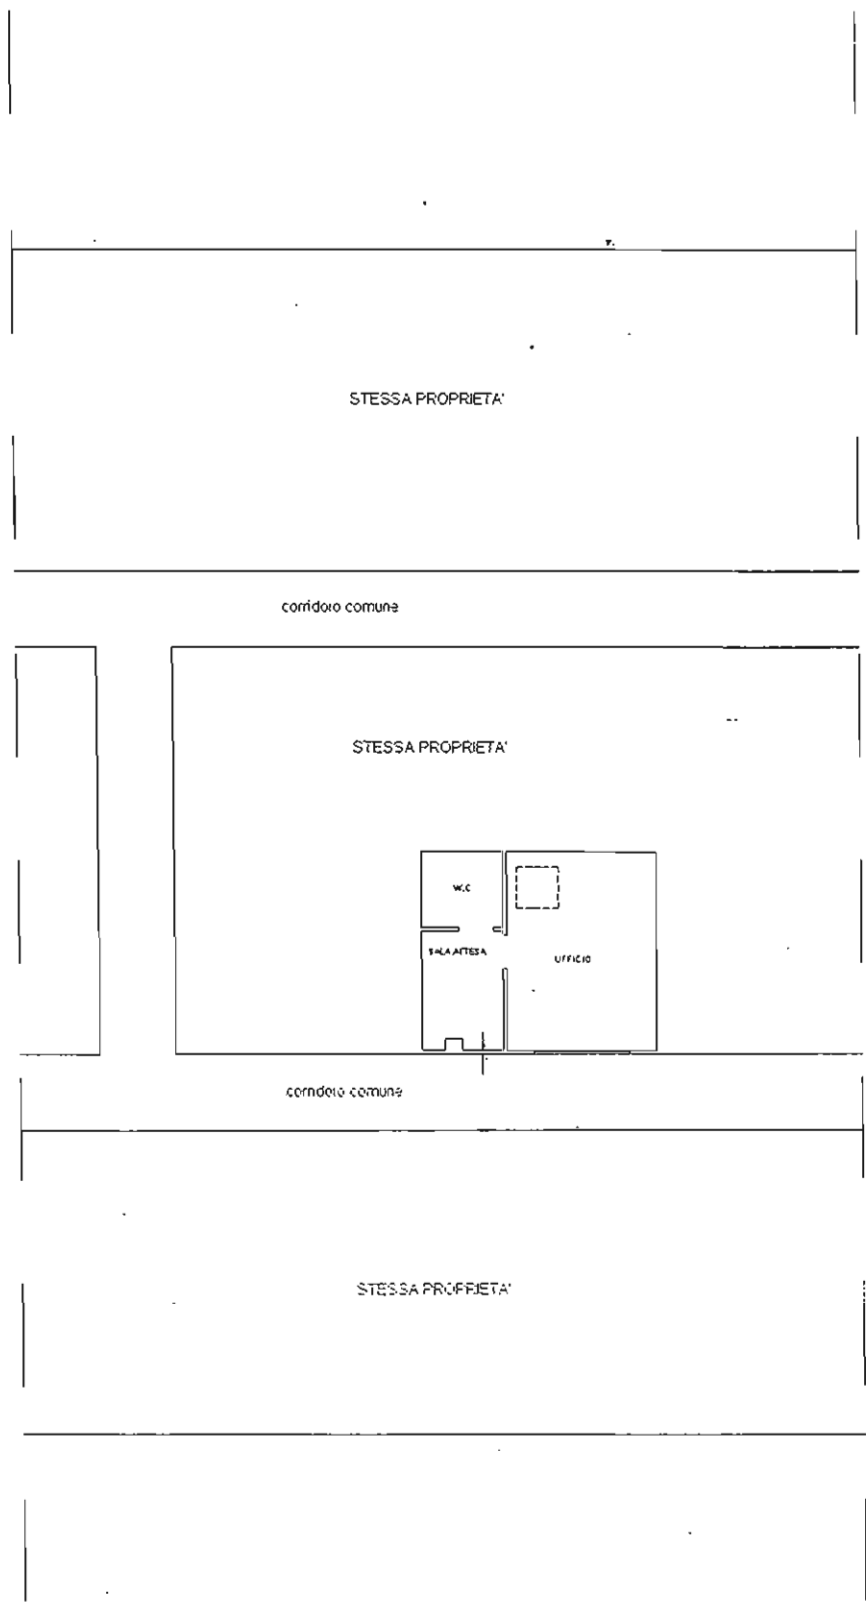 STESSA PROPRIETA'
corridoio comune
STESSA PROPRIETA'
W.C
SALA ATTESA
UFFICIO
corridoio comune
STESSA PROPRIETA'